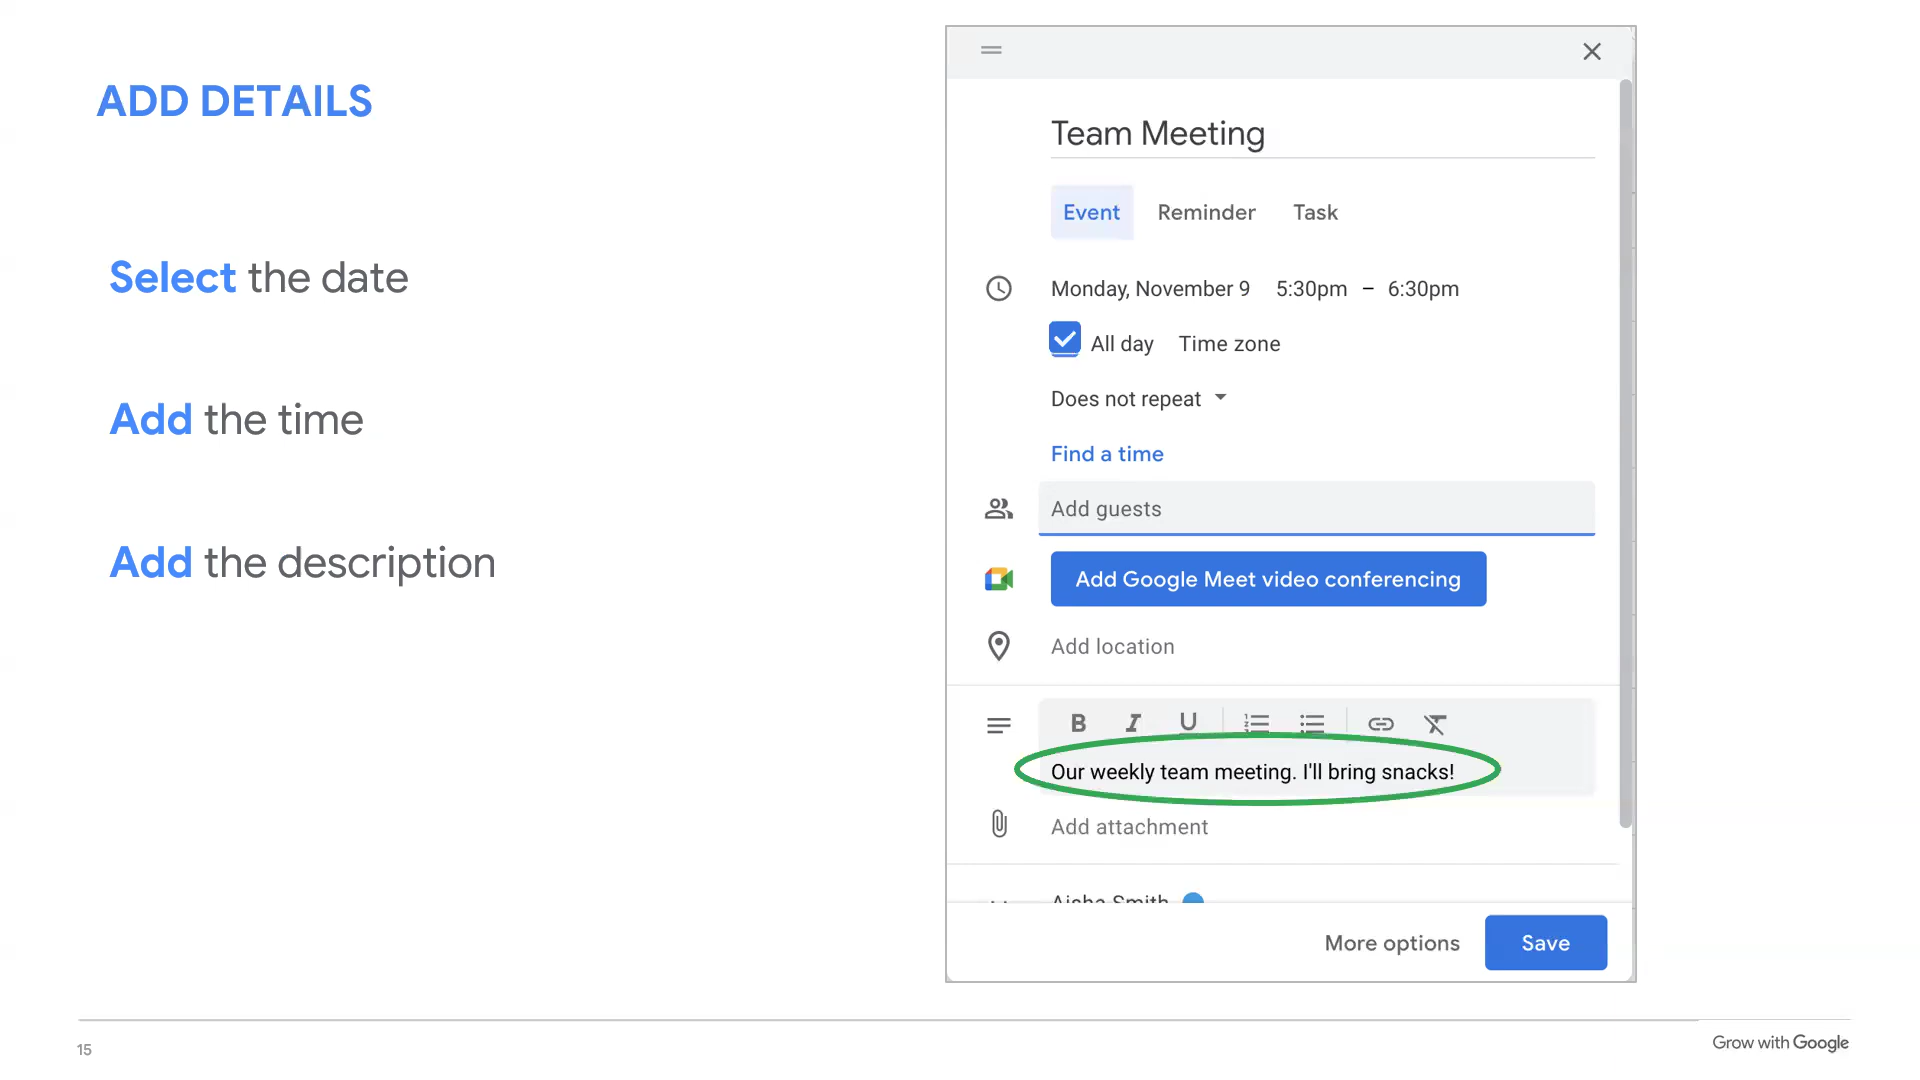 ADD DETAILS
Select the date
Add the time
Add the description
Team Meeting
Event Reminder Task
Monday, November 9 5:30pm – 6:30pm
All day Time zone
Does not repeat
Find a time
Add guests
Add Google Meet video conferencing
Add location
B I U
Our weekly team meeting. I'll bring snacks!
Add attachment
Aisha Smith
More options Save
15
Grow with Google